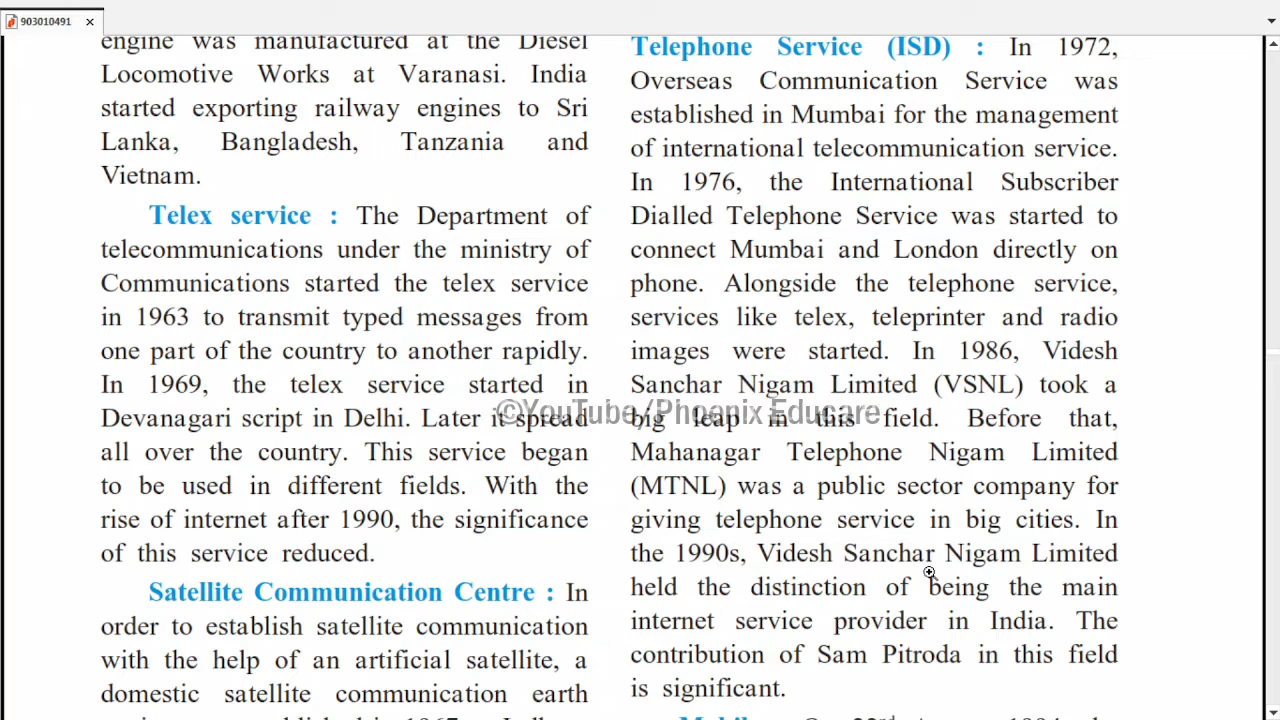 903010491
engine was manufactured at the Diesel
Locomotive Works at Varanasi. India
started exporting railway engines to Sri
Lanka, Bangladesh, Tanzania and
Vietnam.
Telex service : The Department of
telecommunications under the ministry of
Communications started the telex service
in 1963 to transmit typed messages from
one part of the country to another rapidly.
In 1969, the telex service started in
Devanagari script in Delhi. Later it spread
all over the country. This service began
to be used in different fields. With the
rise of internet after 1990, the significance
of this service reduced.
Satellite Communication Centre : In
order to establish satellite communication
with the help of an artificial satellite, a
domestic satellite communication earth
Telephone Service (ISD) : In 1972,
Overseas Communication Service was
established in Mumbai for the management
of international telecommunication service.
In 1976, the International Subscriber
Dialled Telephone Service was started to
connect Mumbai and London directly on
phone. Alongside the telephone service,
services like telex, teleprinter and radio
images were started. In 1986, Videsh
Sanchar Nigam Limited (VSNL) took a
big leap in this field. Before that,
Mahanagar Telephone Nigam Limited
(MTNL) was a public sector company for
giving telephone service in big cities. In
the 1990s, Videsh Sanchar Nigam Limited
held the distinction of being the main
internet service provider in India. The
contribution of Sam Pitroda in this field
is significant.
©YouTube/Phoenix Educare